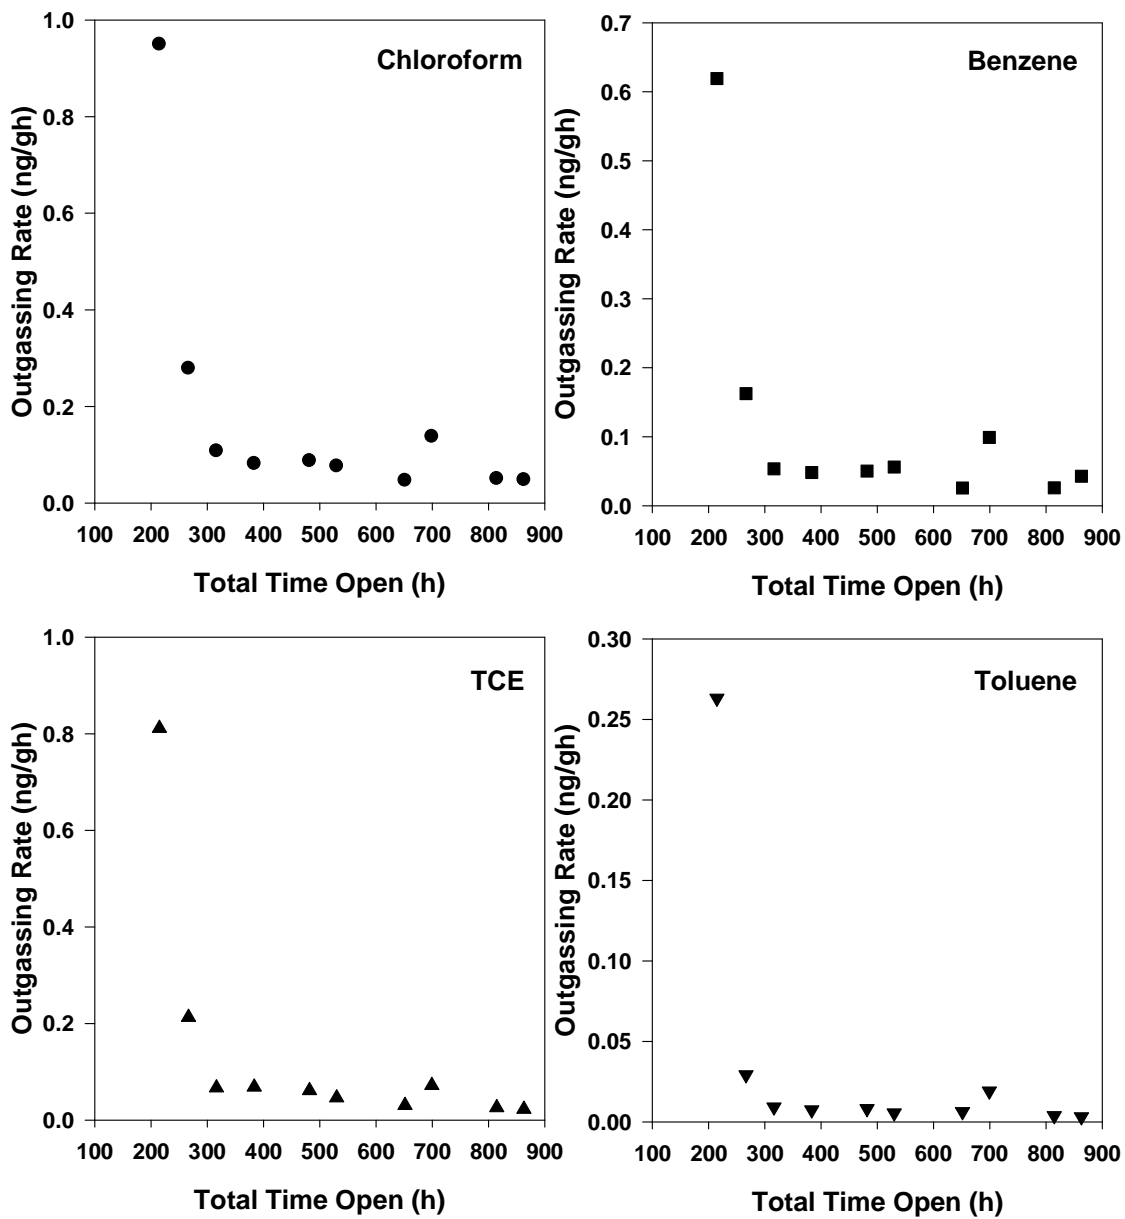 Chloroform
Outgassing Rate (ng/gh)
1.0
0.8
0.6
0.4
0.2
0.0
100 200 300 400 500 600 700 800 900
Total Time Open (h)
Benzene
Outgassing Rate (ng/gh)
0.7
0.6
0.5
0.4
0.3
0.2
0.1
0.0
100 200 300 400 500 600 700 800 900
Total Time Open (h)
TCE
Outgassing Rate (ng/gh)
1.0
0.8
0.6
0.4
0.2
0.0
100 200 300 400 500 600 700 800 900
Total Time Open (h)
Toluene
Outgassing Rate (ng/gh)
0.30
0.25
0.20
0.15
0.10
0.05
0.00
100 200 300 400 500 600 700 800 900
Total Time Open (h)